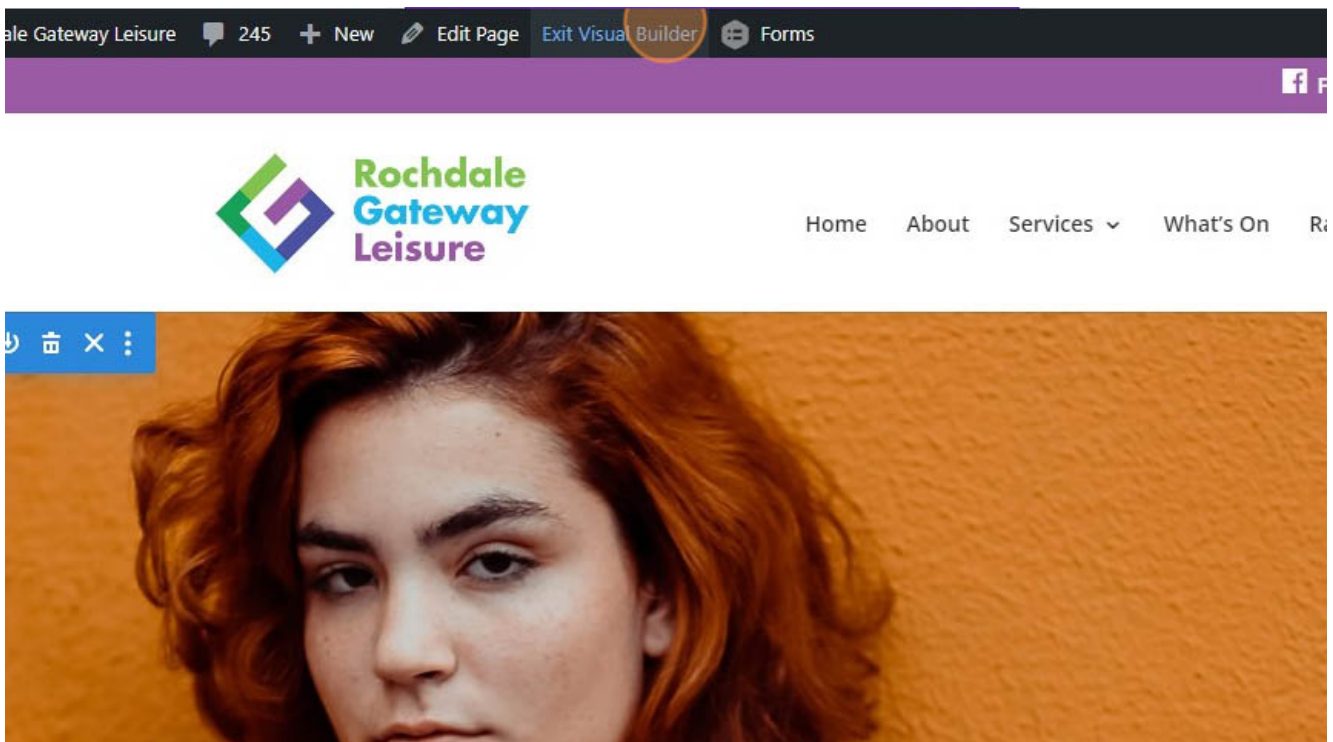 ale Gateway Leisure 245 New Edit Page Exit Visual Builder Forms
Rochdale
Gateway
Leisure
Home About Services What's On